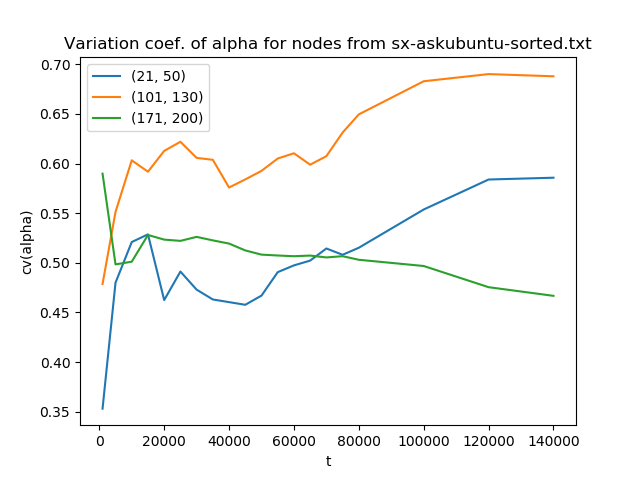 Variation coef. of alpha for nodes from sx-askubuntu-sorted.txt
(21, 50)
(101, 130)
(171, 200)
cv(alpha)
0.70
0.65
0.60
0.55
0.50
0.45
0.40
0.35
0 20000 40000 60000 80000 100000 120000 140000
t